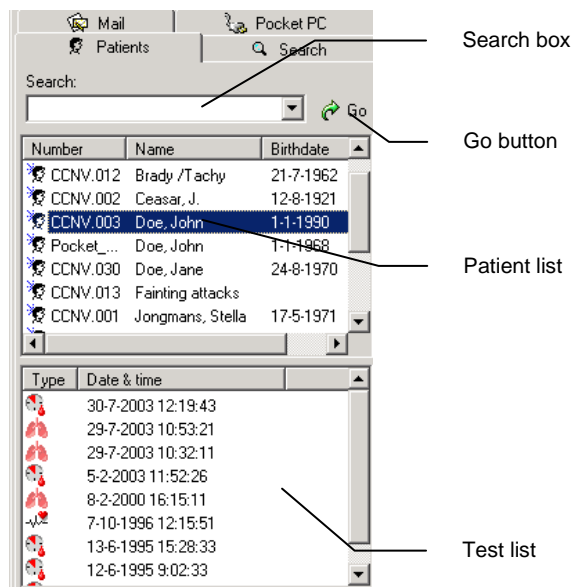 Mail Pocket PC
Patients Search
Search box
Search:
Go
Go button
Number Name Birthdate
CCNV.012 Brady /Tachy 21-7-1962
CCNV.002 Ceasar, J. 12-8-1921
CCNV.003 Doe, John 1-1-1990
Pocket_... Doe, John 1-1-1968
CCNV.030 Doe, Jane 24-8-1970
Patient list
CCNV.013 Fainting attacks
CCNV.001 Jongmans, Stella 17-5-1971
Type Date & time
30-7-2003 12:19:43
29-7-2003 10:53:21
29-7-2003 10:32:11
5-2-2003 11:52:26
8-2-2000 16:15:11
7-10-1996 12:15:51
13-6-1995 15:28:33
Test list
12-6-1995 9:02:33